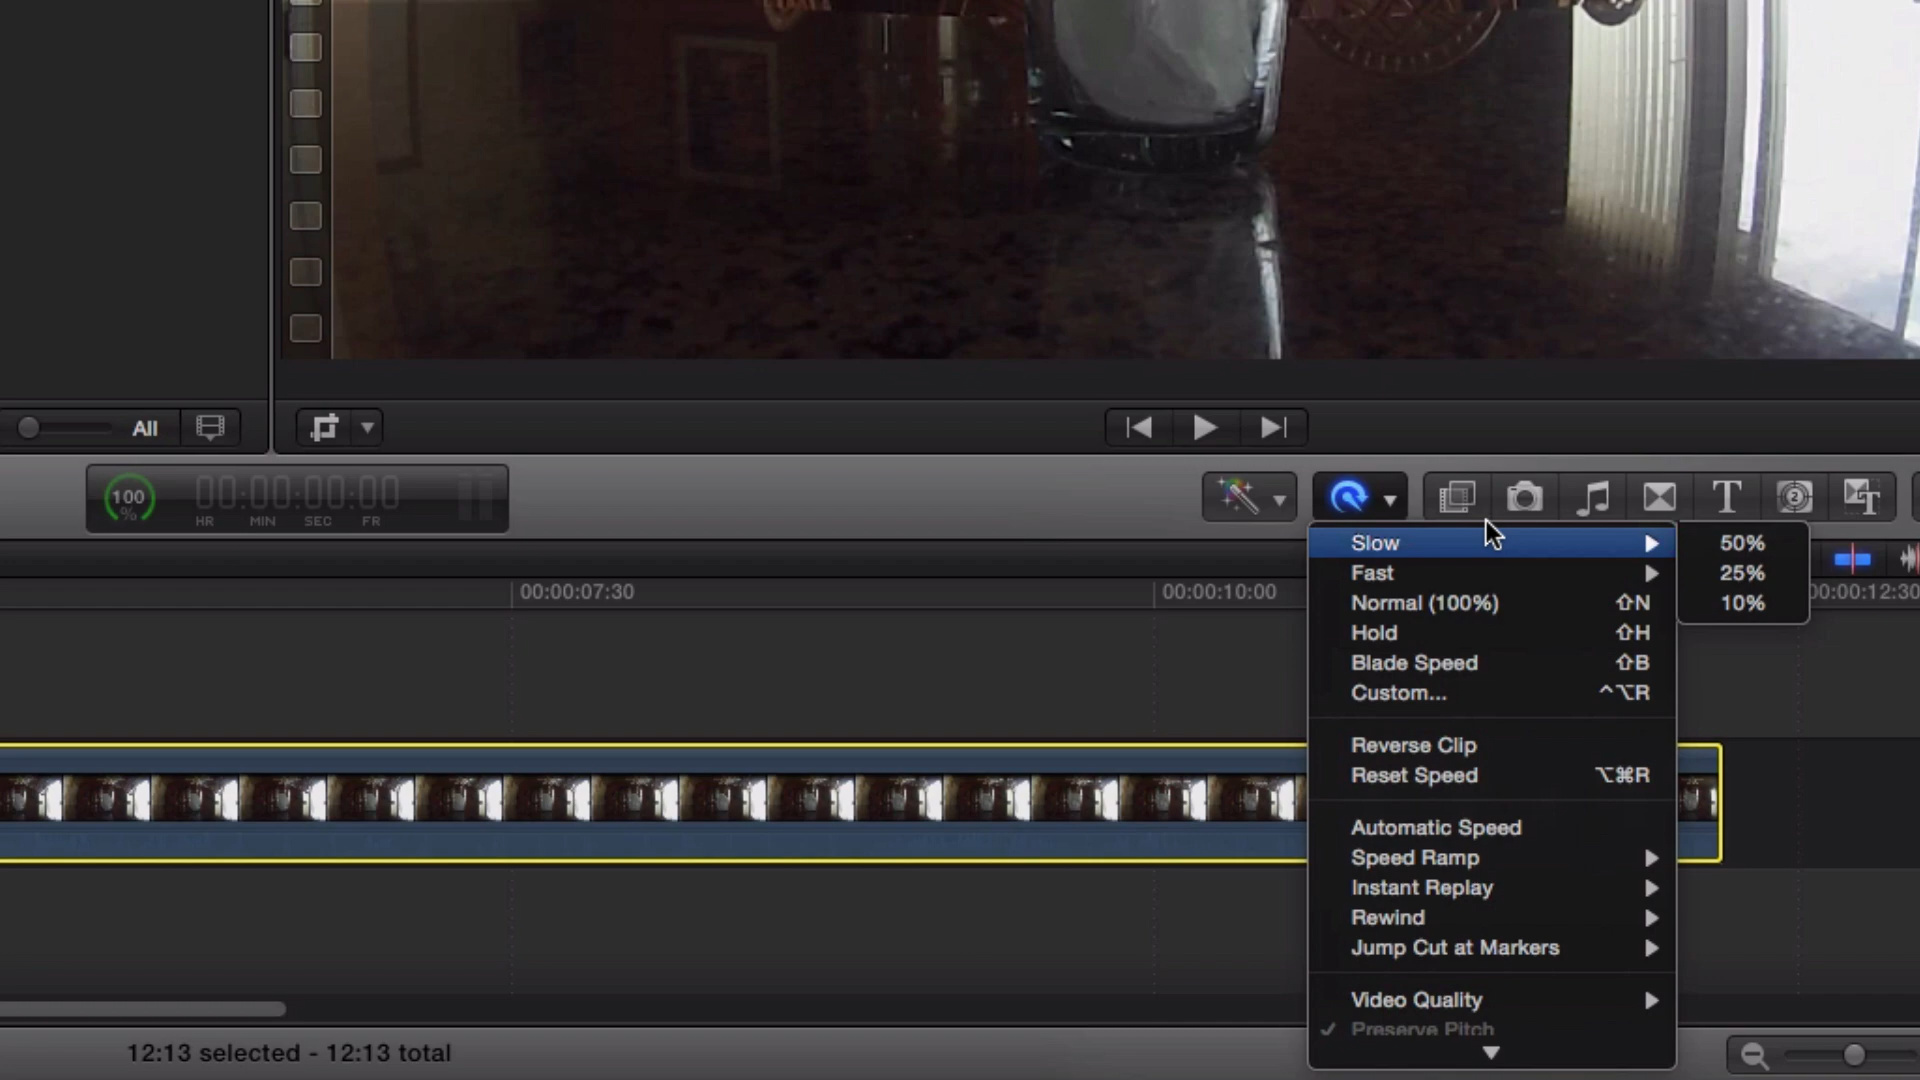 All
100
%
00:00:00:00
HR MIN SEC FR
T
2
T
Slow
50%
Fast
25%
Normal (100%) ⇧N
10%
Hold ⇧H
Blade Speed ⇧B
Custom... ^⌥R
Reverse Clip
Reset Speed ⌥⌘R
Automatic Speed
Speed Ramp
Instant Replay
Rewind
Jump Cut at Markers
Video Quality
✓ Preserve Pitch
00:00:07:30
00:00:10:00
00:00:12:30
12:13 selected - 12:13 total